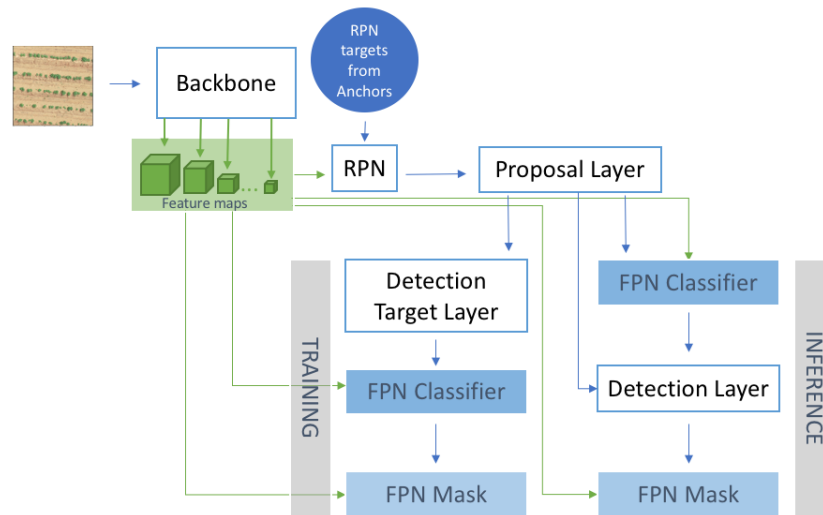 RPN
targets
from
Anchors
Backbone
RPN
Proposal Layer
Feature maps
TRAINING
Detection
Target Layer
FPN Classifier
FPN Mask
FPN Classifier
Detection Layer
FPN Mask
INFERENCE